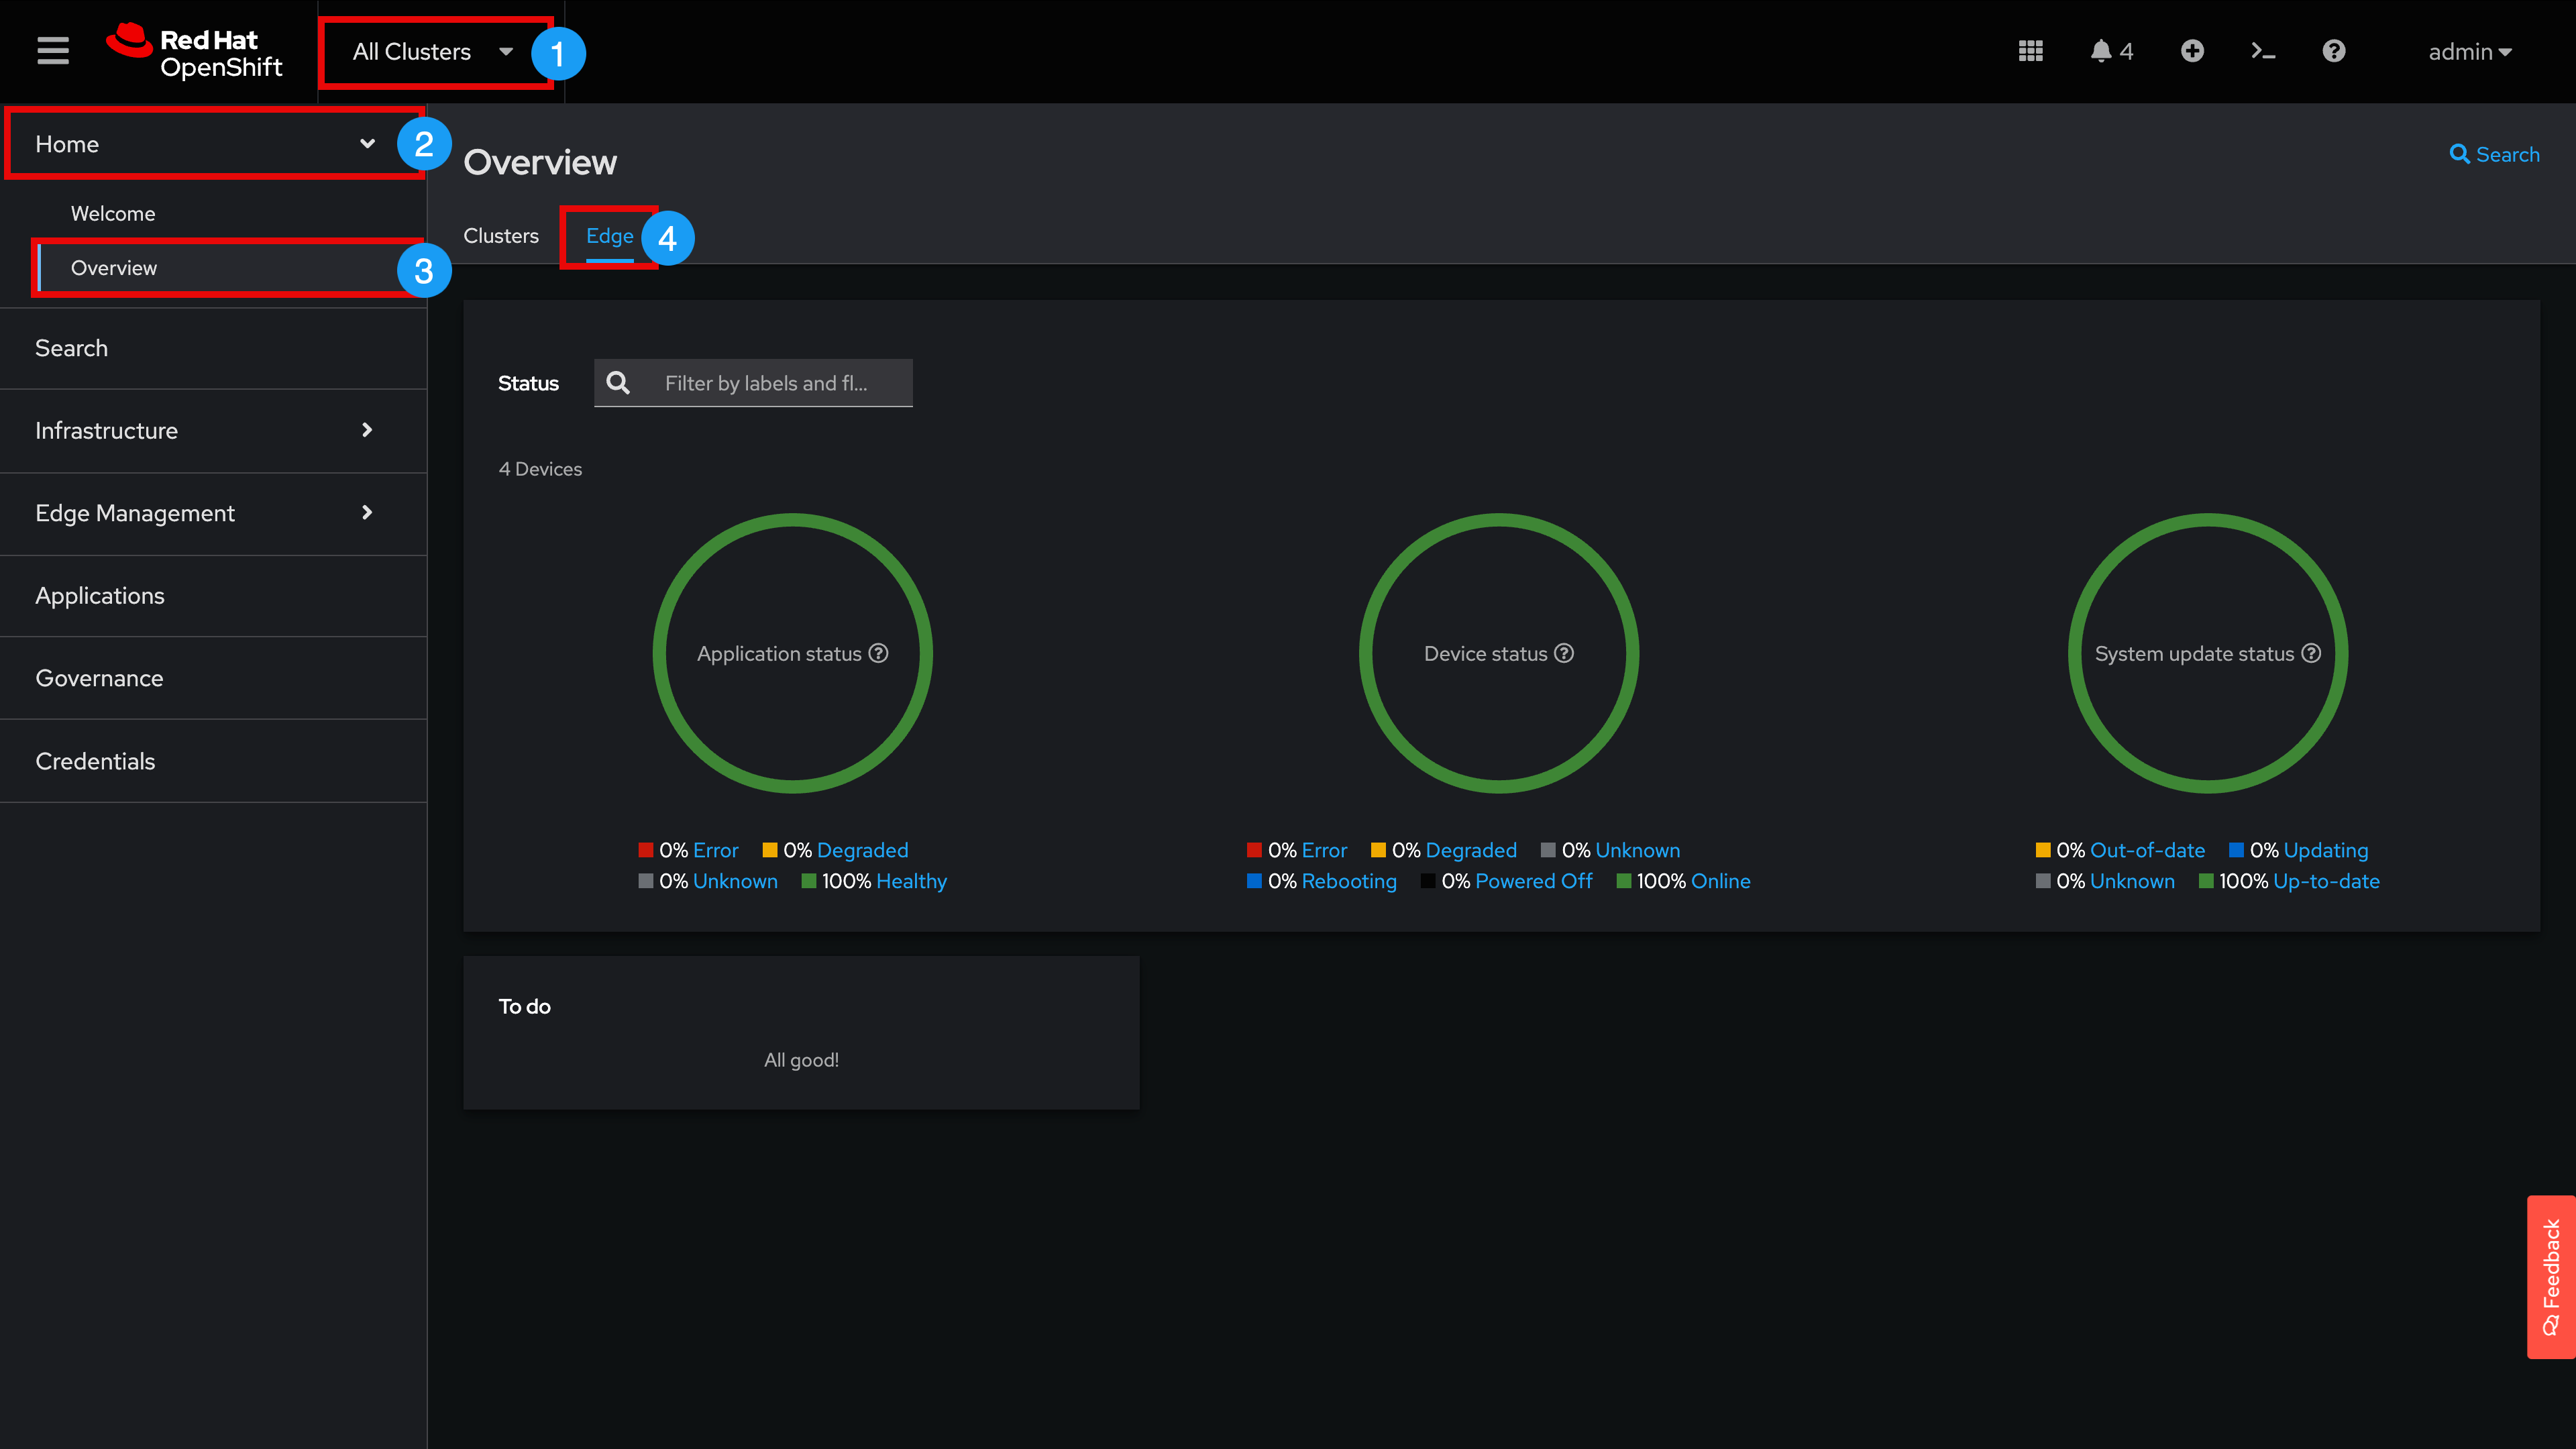 Red Hat
OpenShift
All Clusters
1
4
admin
Home
2
Welcome
Overview
3
Search
Infrastructure
Edge Management
Applications
Governance
Credentials
Overview
Search
Clusters
Edge
4
Status
Filter by labels and fl...
4 Devices
Application status
0% Error
0% Degraded
0% Unknown
100% Healthy
Device status
0% Error
0% Degraded
0% Unknown
0% Rebooting
0% Powered Off
100% Online
System update status
0% Out-of-date
0% Updating
0% Unknown
100% Up-to-date
To do
All good!
Feedback